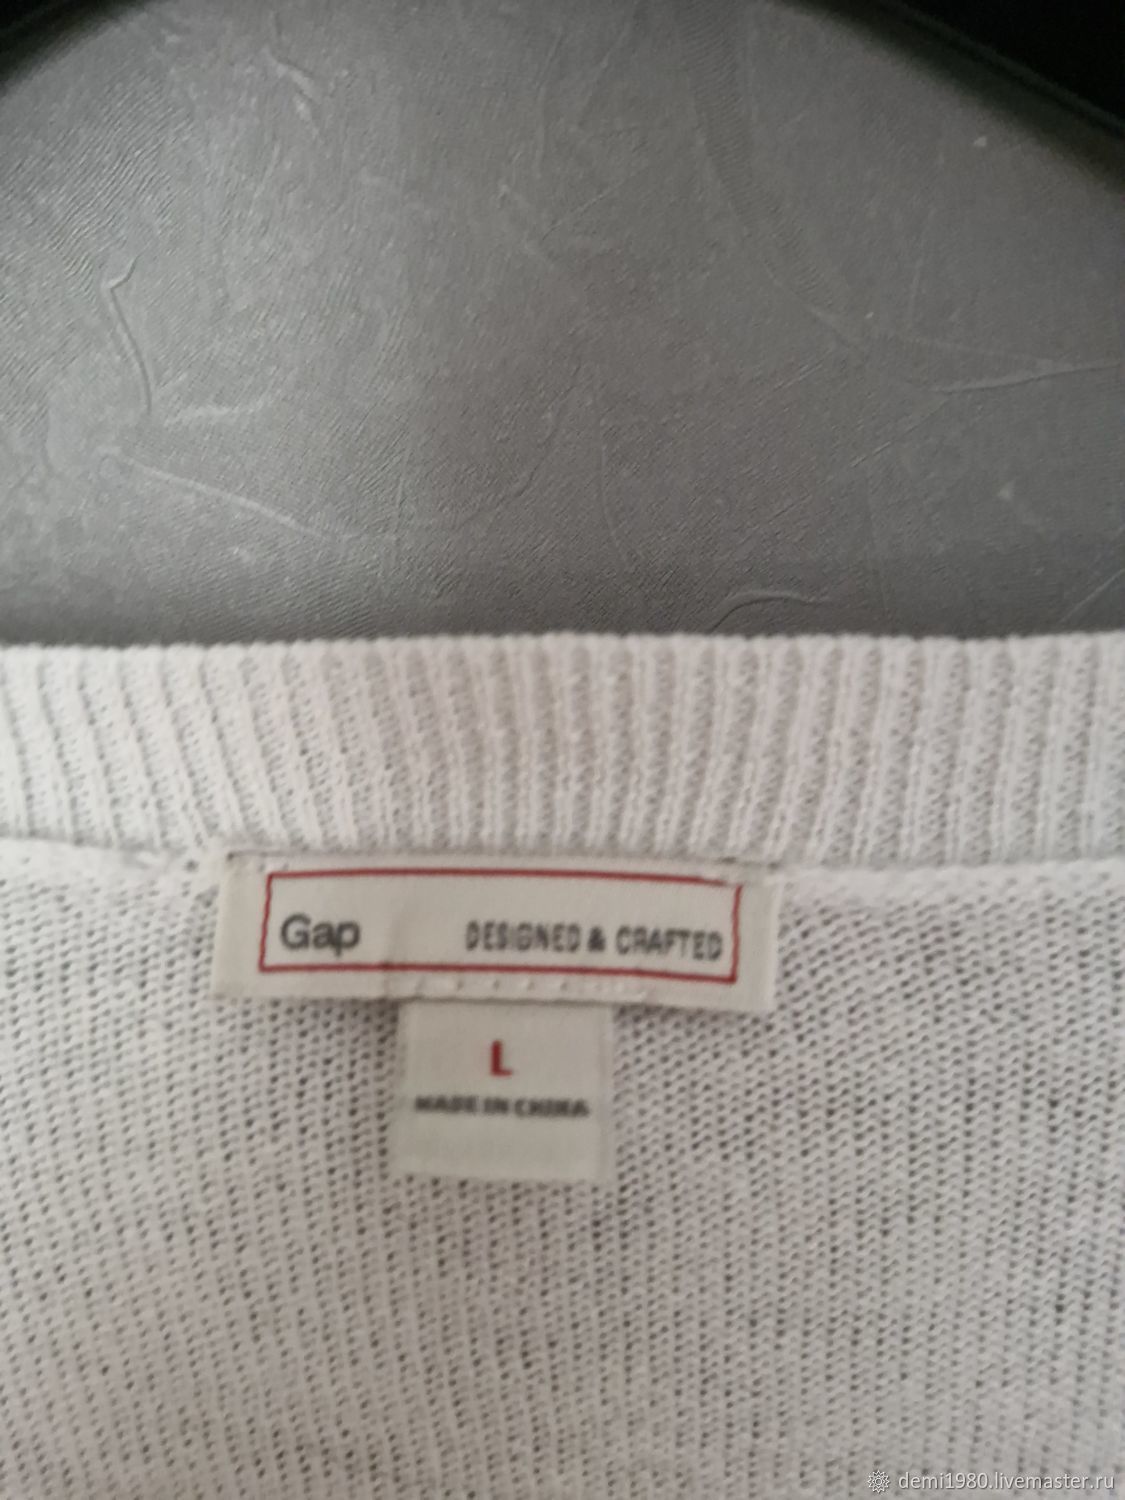 Gap DESIGNED & CRAFTED
L
MADE IN CHINA
demi1980.livemaster.ru